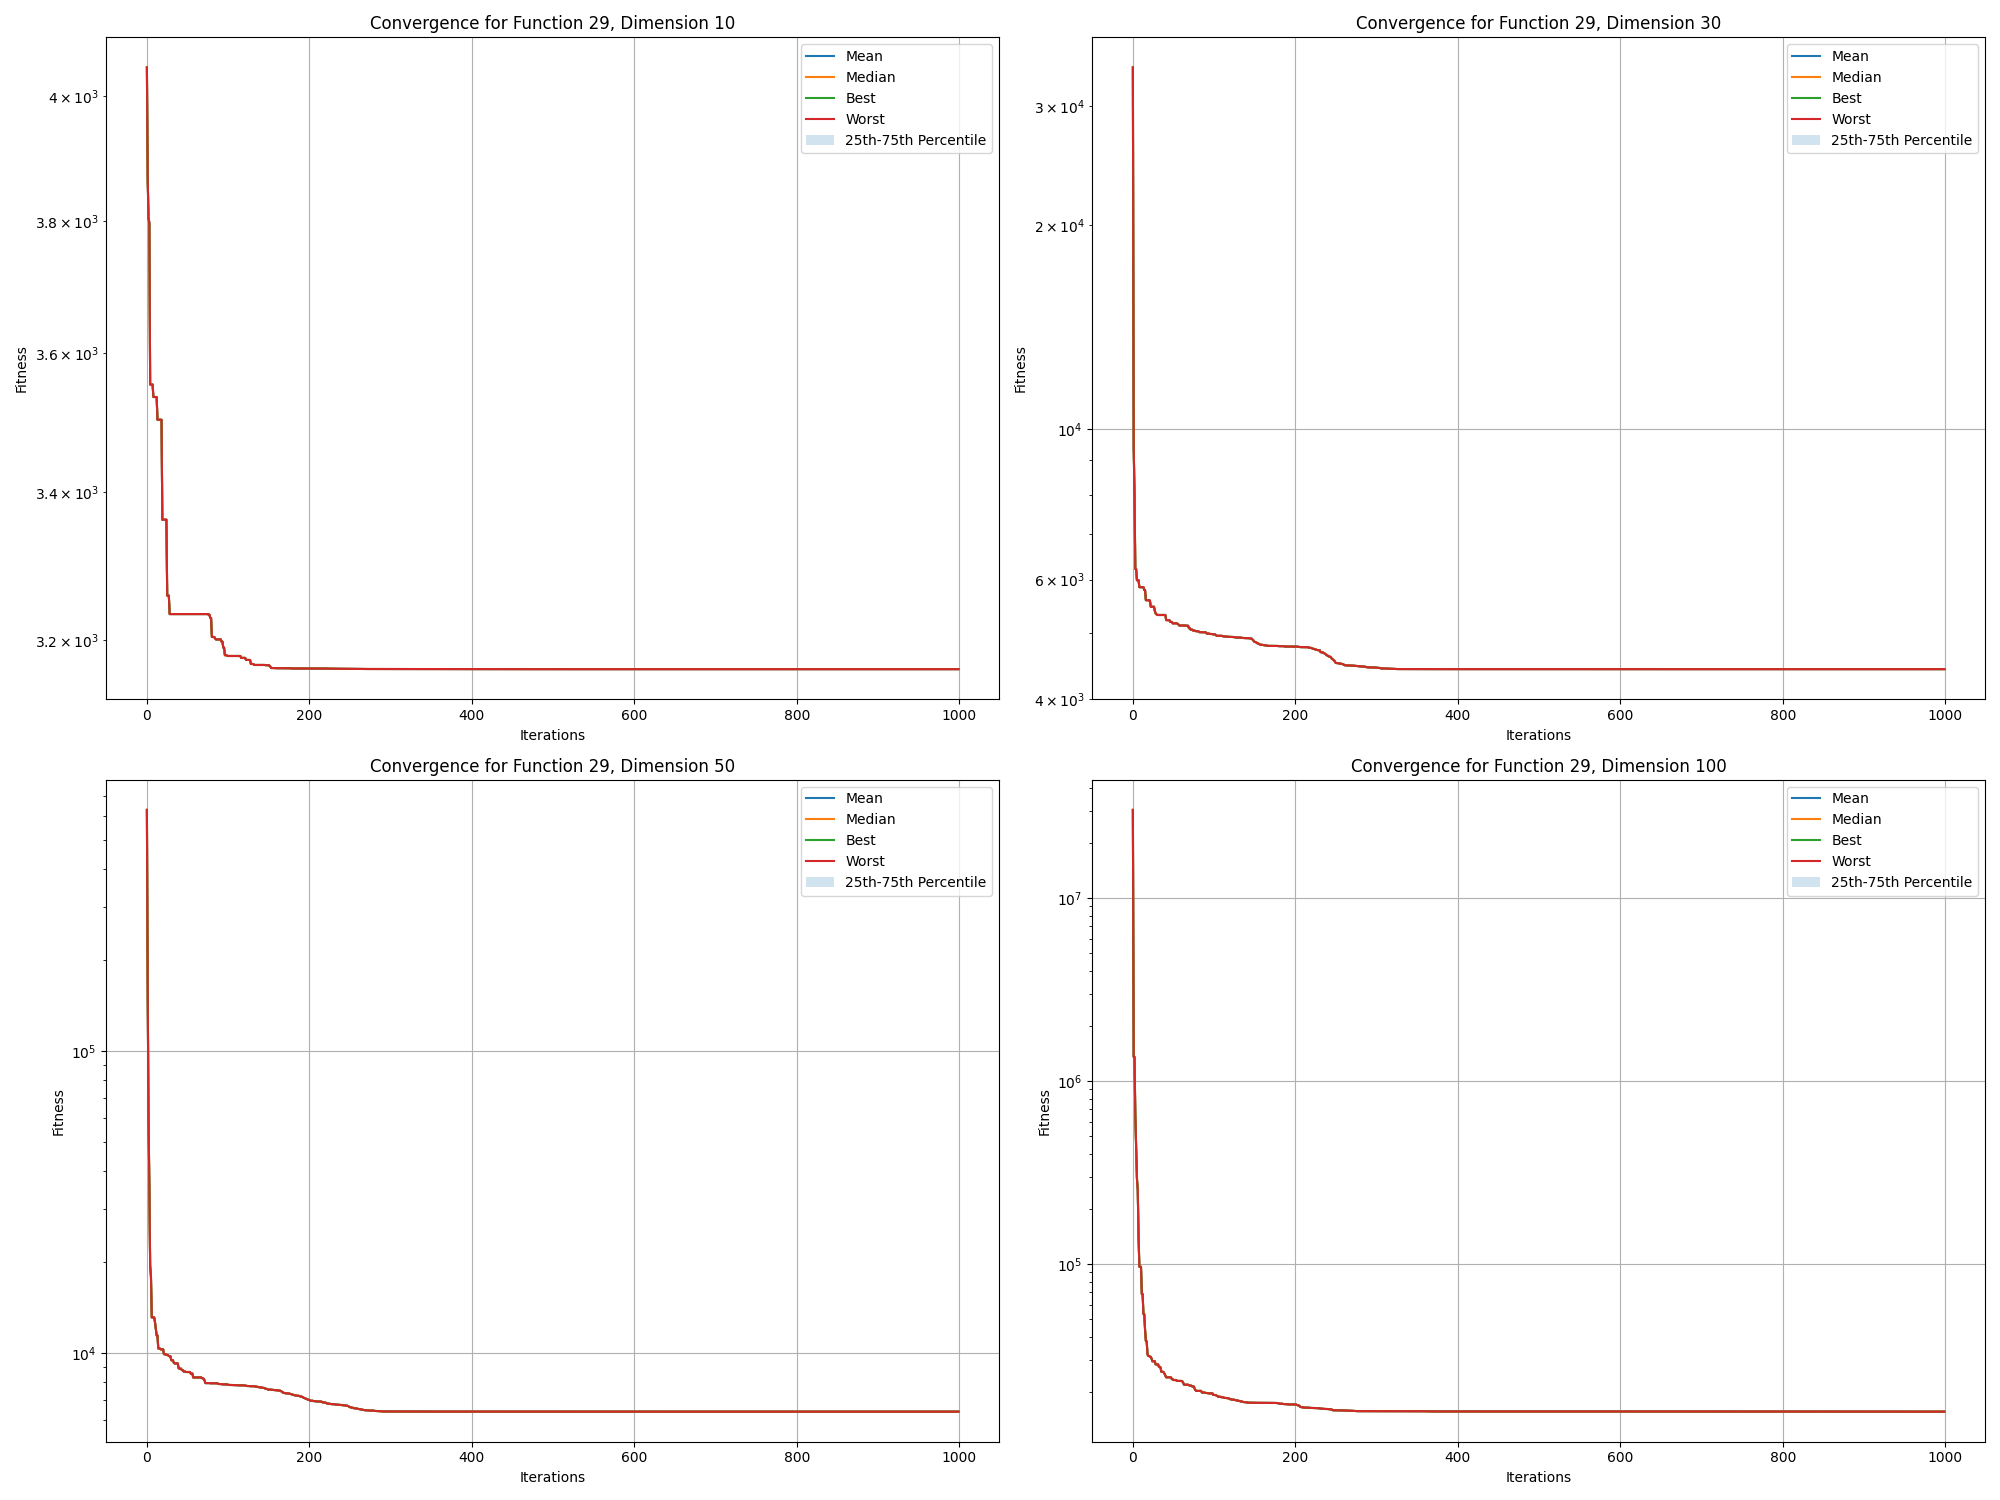 Convergence for Function 29, Dimension 10
4 × 10³
3.8 × 10³
3.6 × 10³
3.4 × 10³
3.2 × 10³
Fitness
0 200 400 600 800 1000
Iterations
Mean
Median
Best
Worst
25th-75th Percentile
Convergence for Function 29, Dimension 30
3 × 10⁴
2 × 10⁴
10⁴
6 × 10³
4 × 10³
Fitness
0 200 400 600 800 1000
Iterations
Mean
Median
Best
Worst
25th-75th Percentile
Convergence for Function 29, Dimension 50
10⁵
10⁴
Fitness
0 200 400 600 800 1000
Iterations
Mean
Median
Best
Worst
25th-75th Percentile
Convergence for Function 29, Dimension 100
10⁷
10⁶
10⁵
Fitness
0 200 400 600 800 1000
Iterations
Mean
Median
Best
Worst
25th-75th Percentile